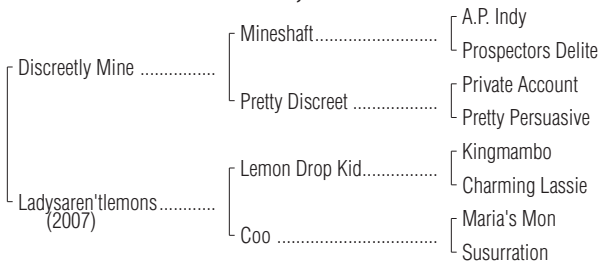 A.P. Indy
Mineshaft..................
Prospectors Delite
Discreetly Mine ................
Private Account
Pretty Discreet ..................
Pretty Persuasive
Kingmambo
Lemon Drop Kid................
Charming Lassie
Ladysaren'tlemons............
(2007)
Maria's Mon
Coo ..................................
Susurration